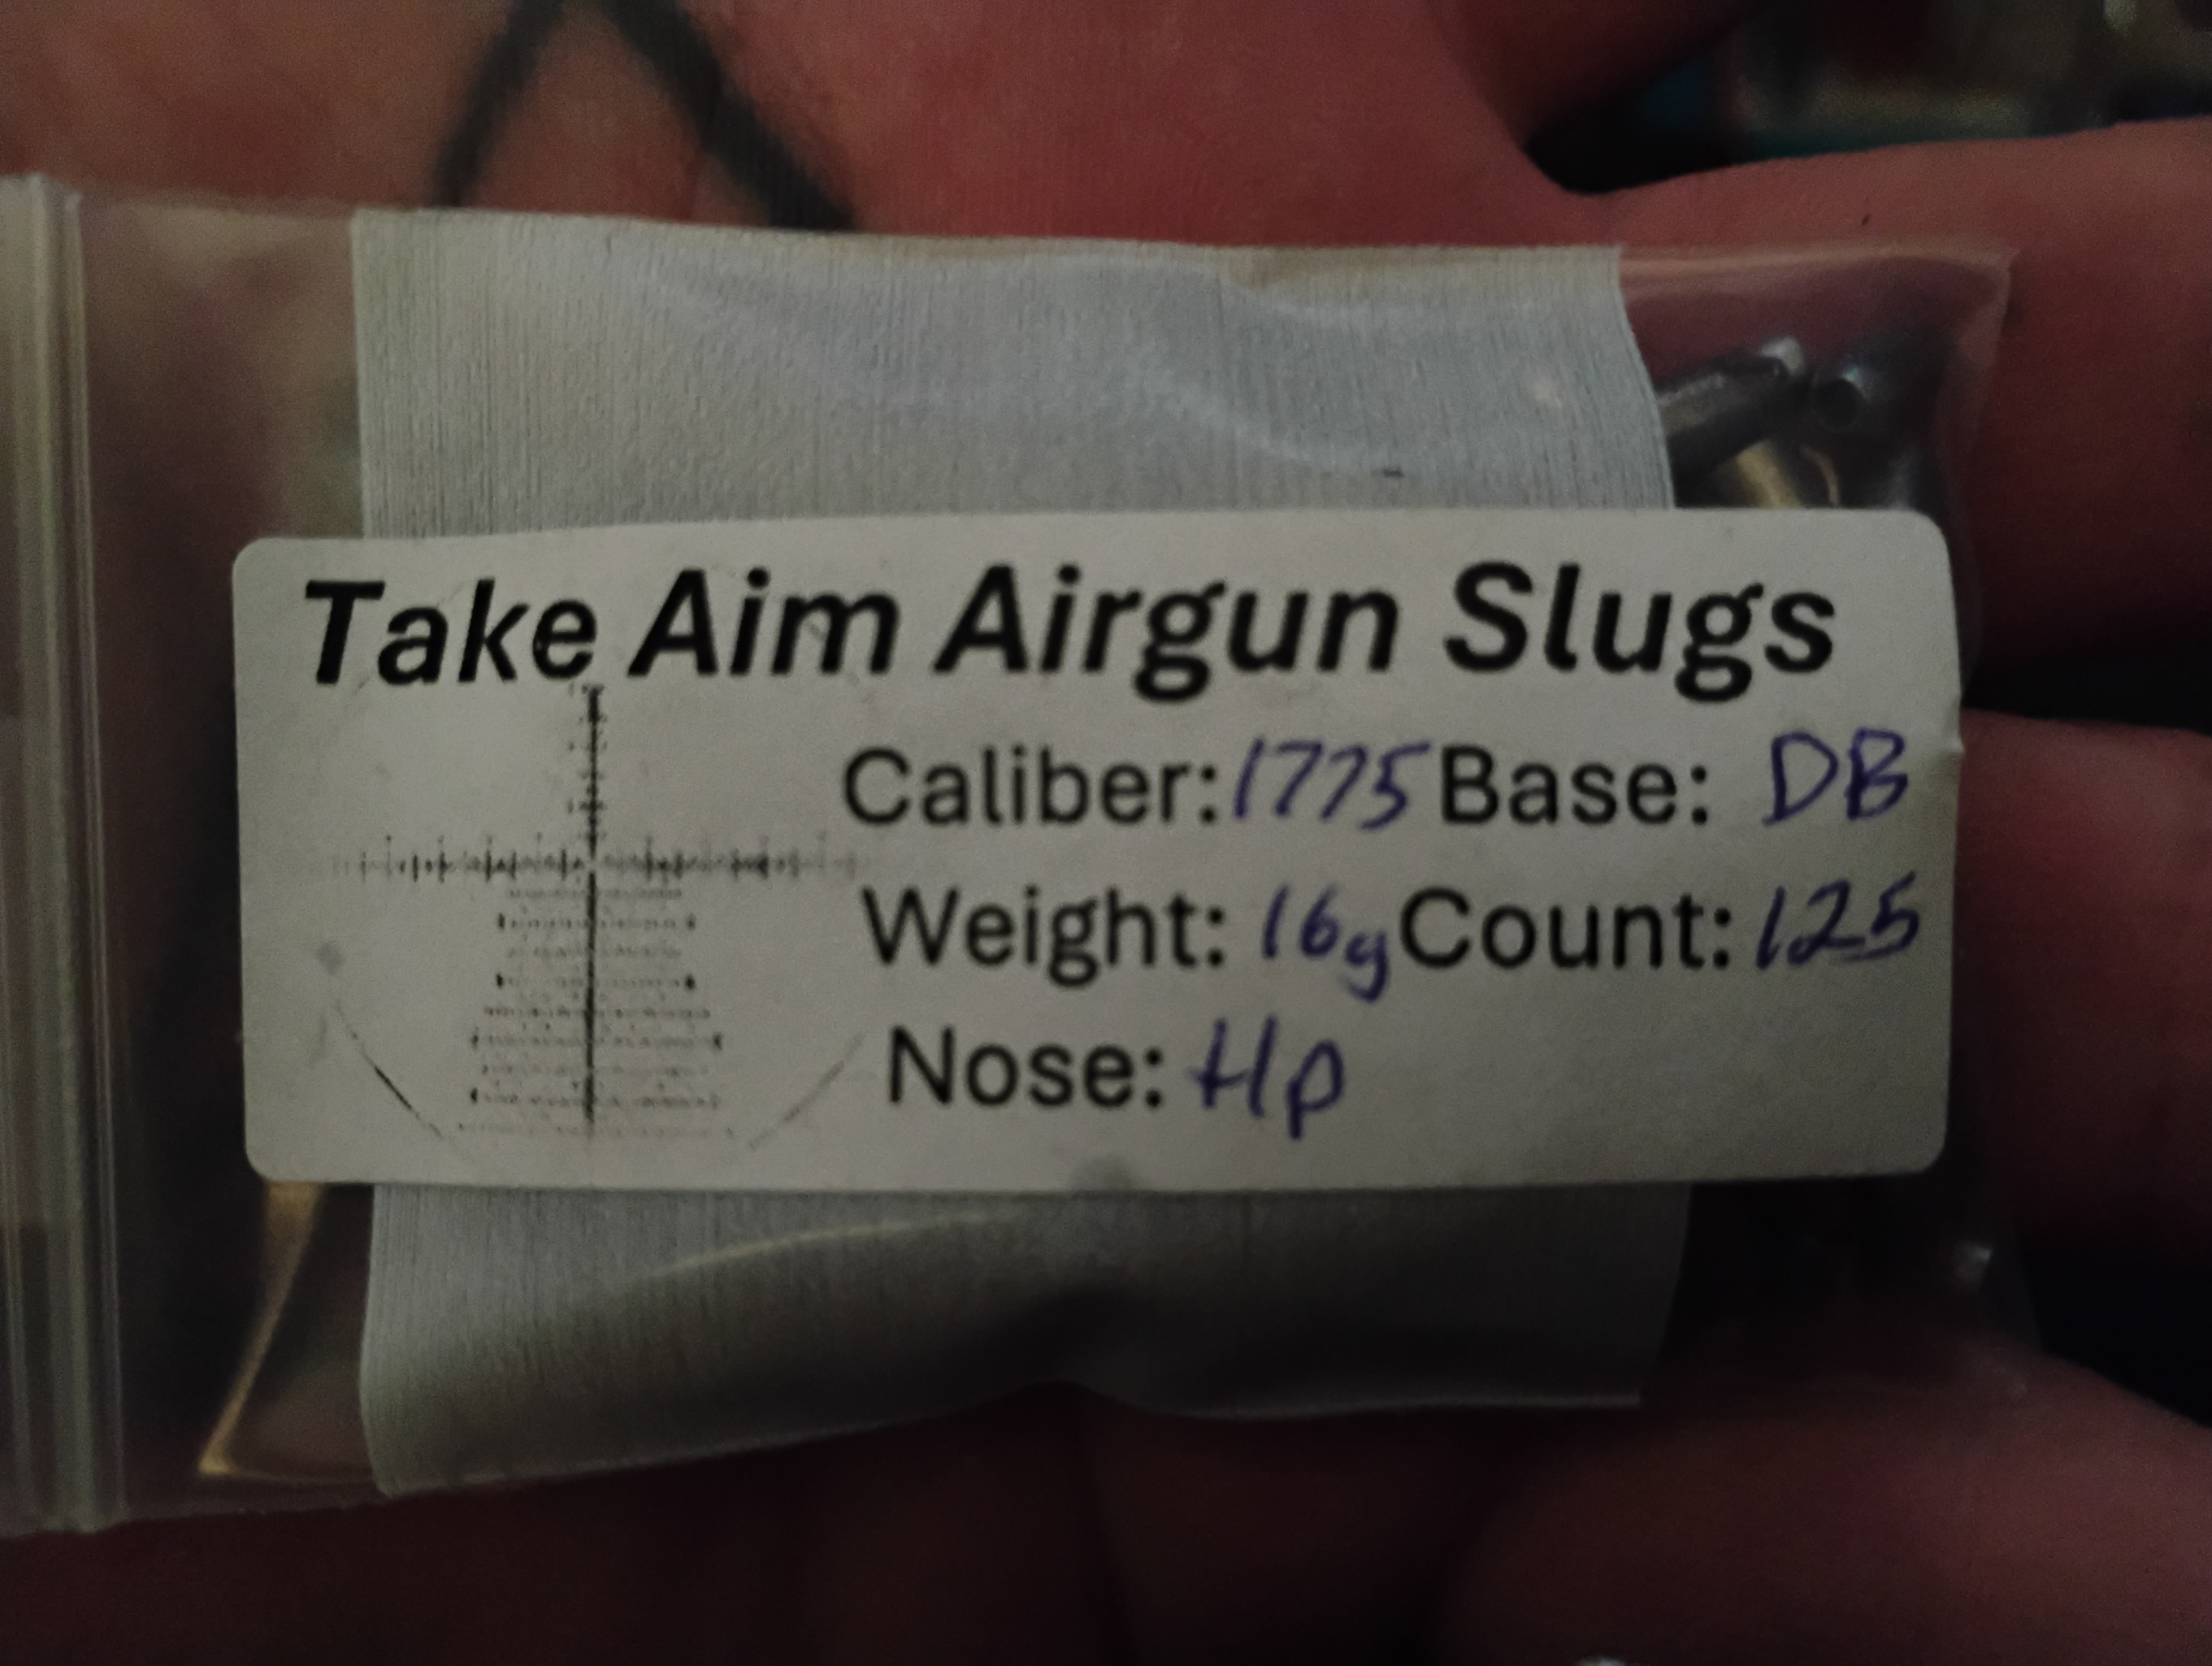 Take Aim Airgun Slugs
Caliber: 1775 Base: DB
Weight: 16g Count: 125
Nose: HP